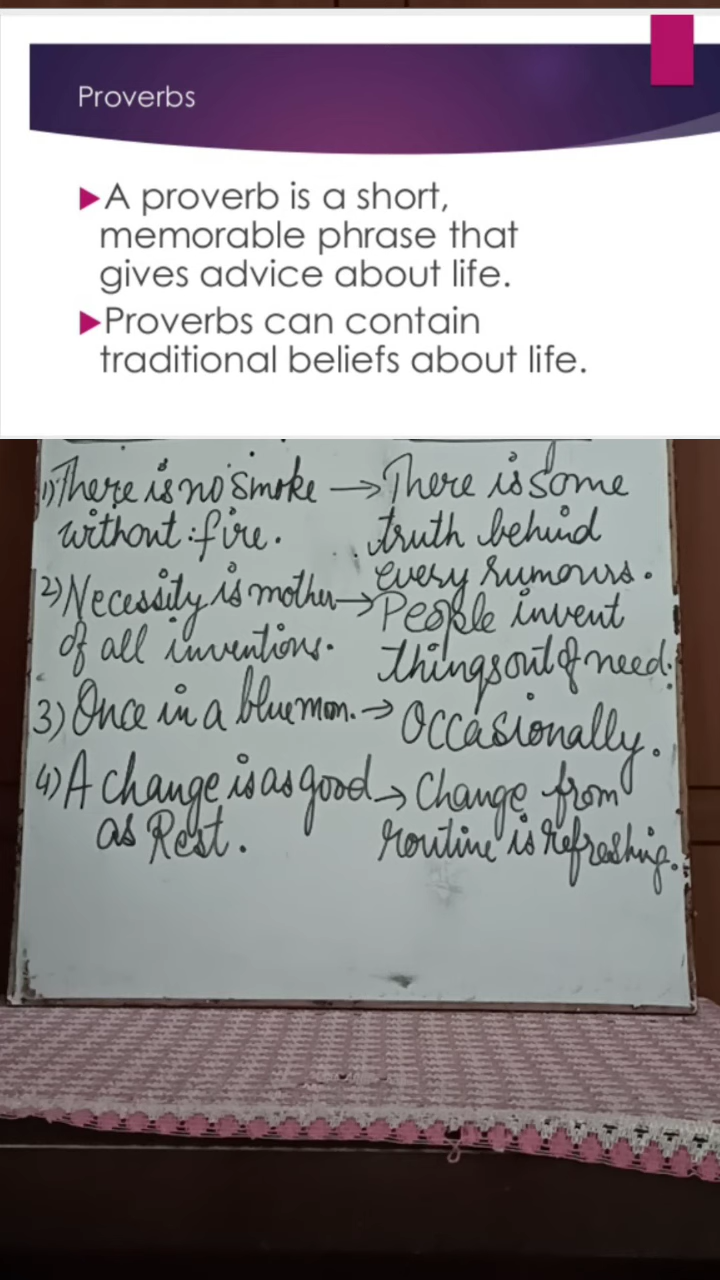 Proverbs
A proverb is a short,
memorable phrase that
gives advice about life.
Proverbs can contain
traditional beliefs about life.
1) There is no smoke → There is some
without fire. truth behind
every rumours.
2) Necessity is mother → People invent
of all inventions. things out of need.
3) Once in a blue mon. → Occasionally.
4) A change is as good → Change from
as Rest. routine is refreshing.